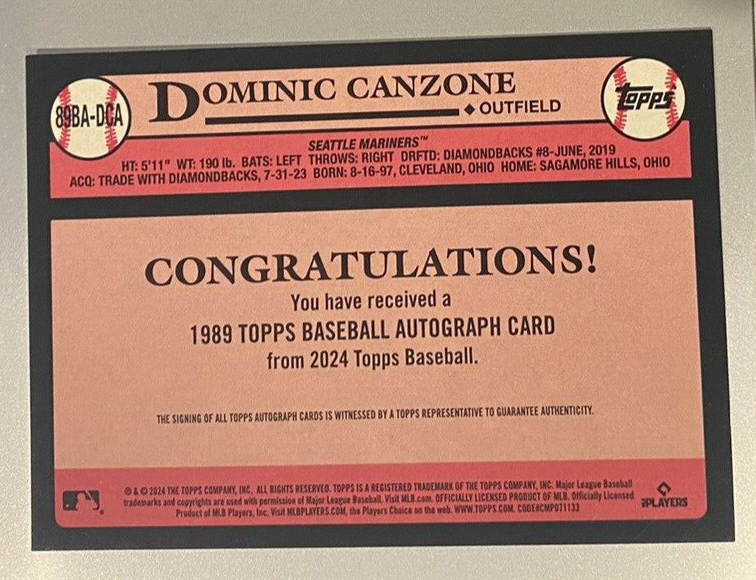 89BA-DCA
DOMINIC CANZONE
◆ OUTFIELD
Topps
SEATTLE MARINERS™
HT: 5'11" WT: 190 lb. BATS: LEFT THROWS: RIGHT DRFTD: DIAMONDBACKS #8-JUNE, 2019
ACQ: TRADE WITH DIAMONDBACKS, 7-31-23 BORN: 8-16-97, CLEVELAND, OHIO HOME: SAGAMORE HILLS, OHIO
CONGRATULATIONS!
You have received a
1989 TOPPS BASEBALL AUTOGRAPH CARD
from 2024 Topps Baseball.
THE SIGNING OF ALL TOPPS AUTOGRAPH CARDS IS WITNESSED BY A TOPPS REPRESENTATIVE TO GUARANTEE AUTHENTICITY.
® & © 2024 THE TOPPS COMPANY, INC. ALL RIGHTS RESERVED. TOPPS IS A REGISTERED TRADEMARK OF THE TOPPS COMPANY, INC. Major League Baseball
trademarks and copyrights are used with permission of Major League Baseball. Visit MLB.com. OFFICIALLY LICENSED PRODUCT OF MLB. Officially Licensed
Product of MLB Players, Inc. Visit MLBPLAYERS.COM, the Players Choice on the web. WWW.TOPPS.COM. CODE#CMP071133
PLAYERS